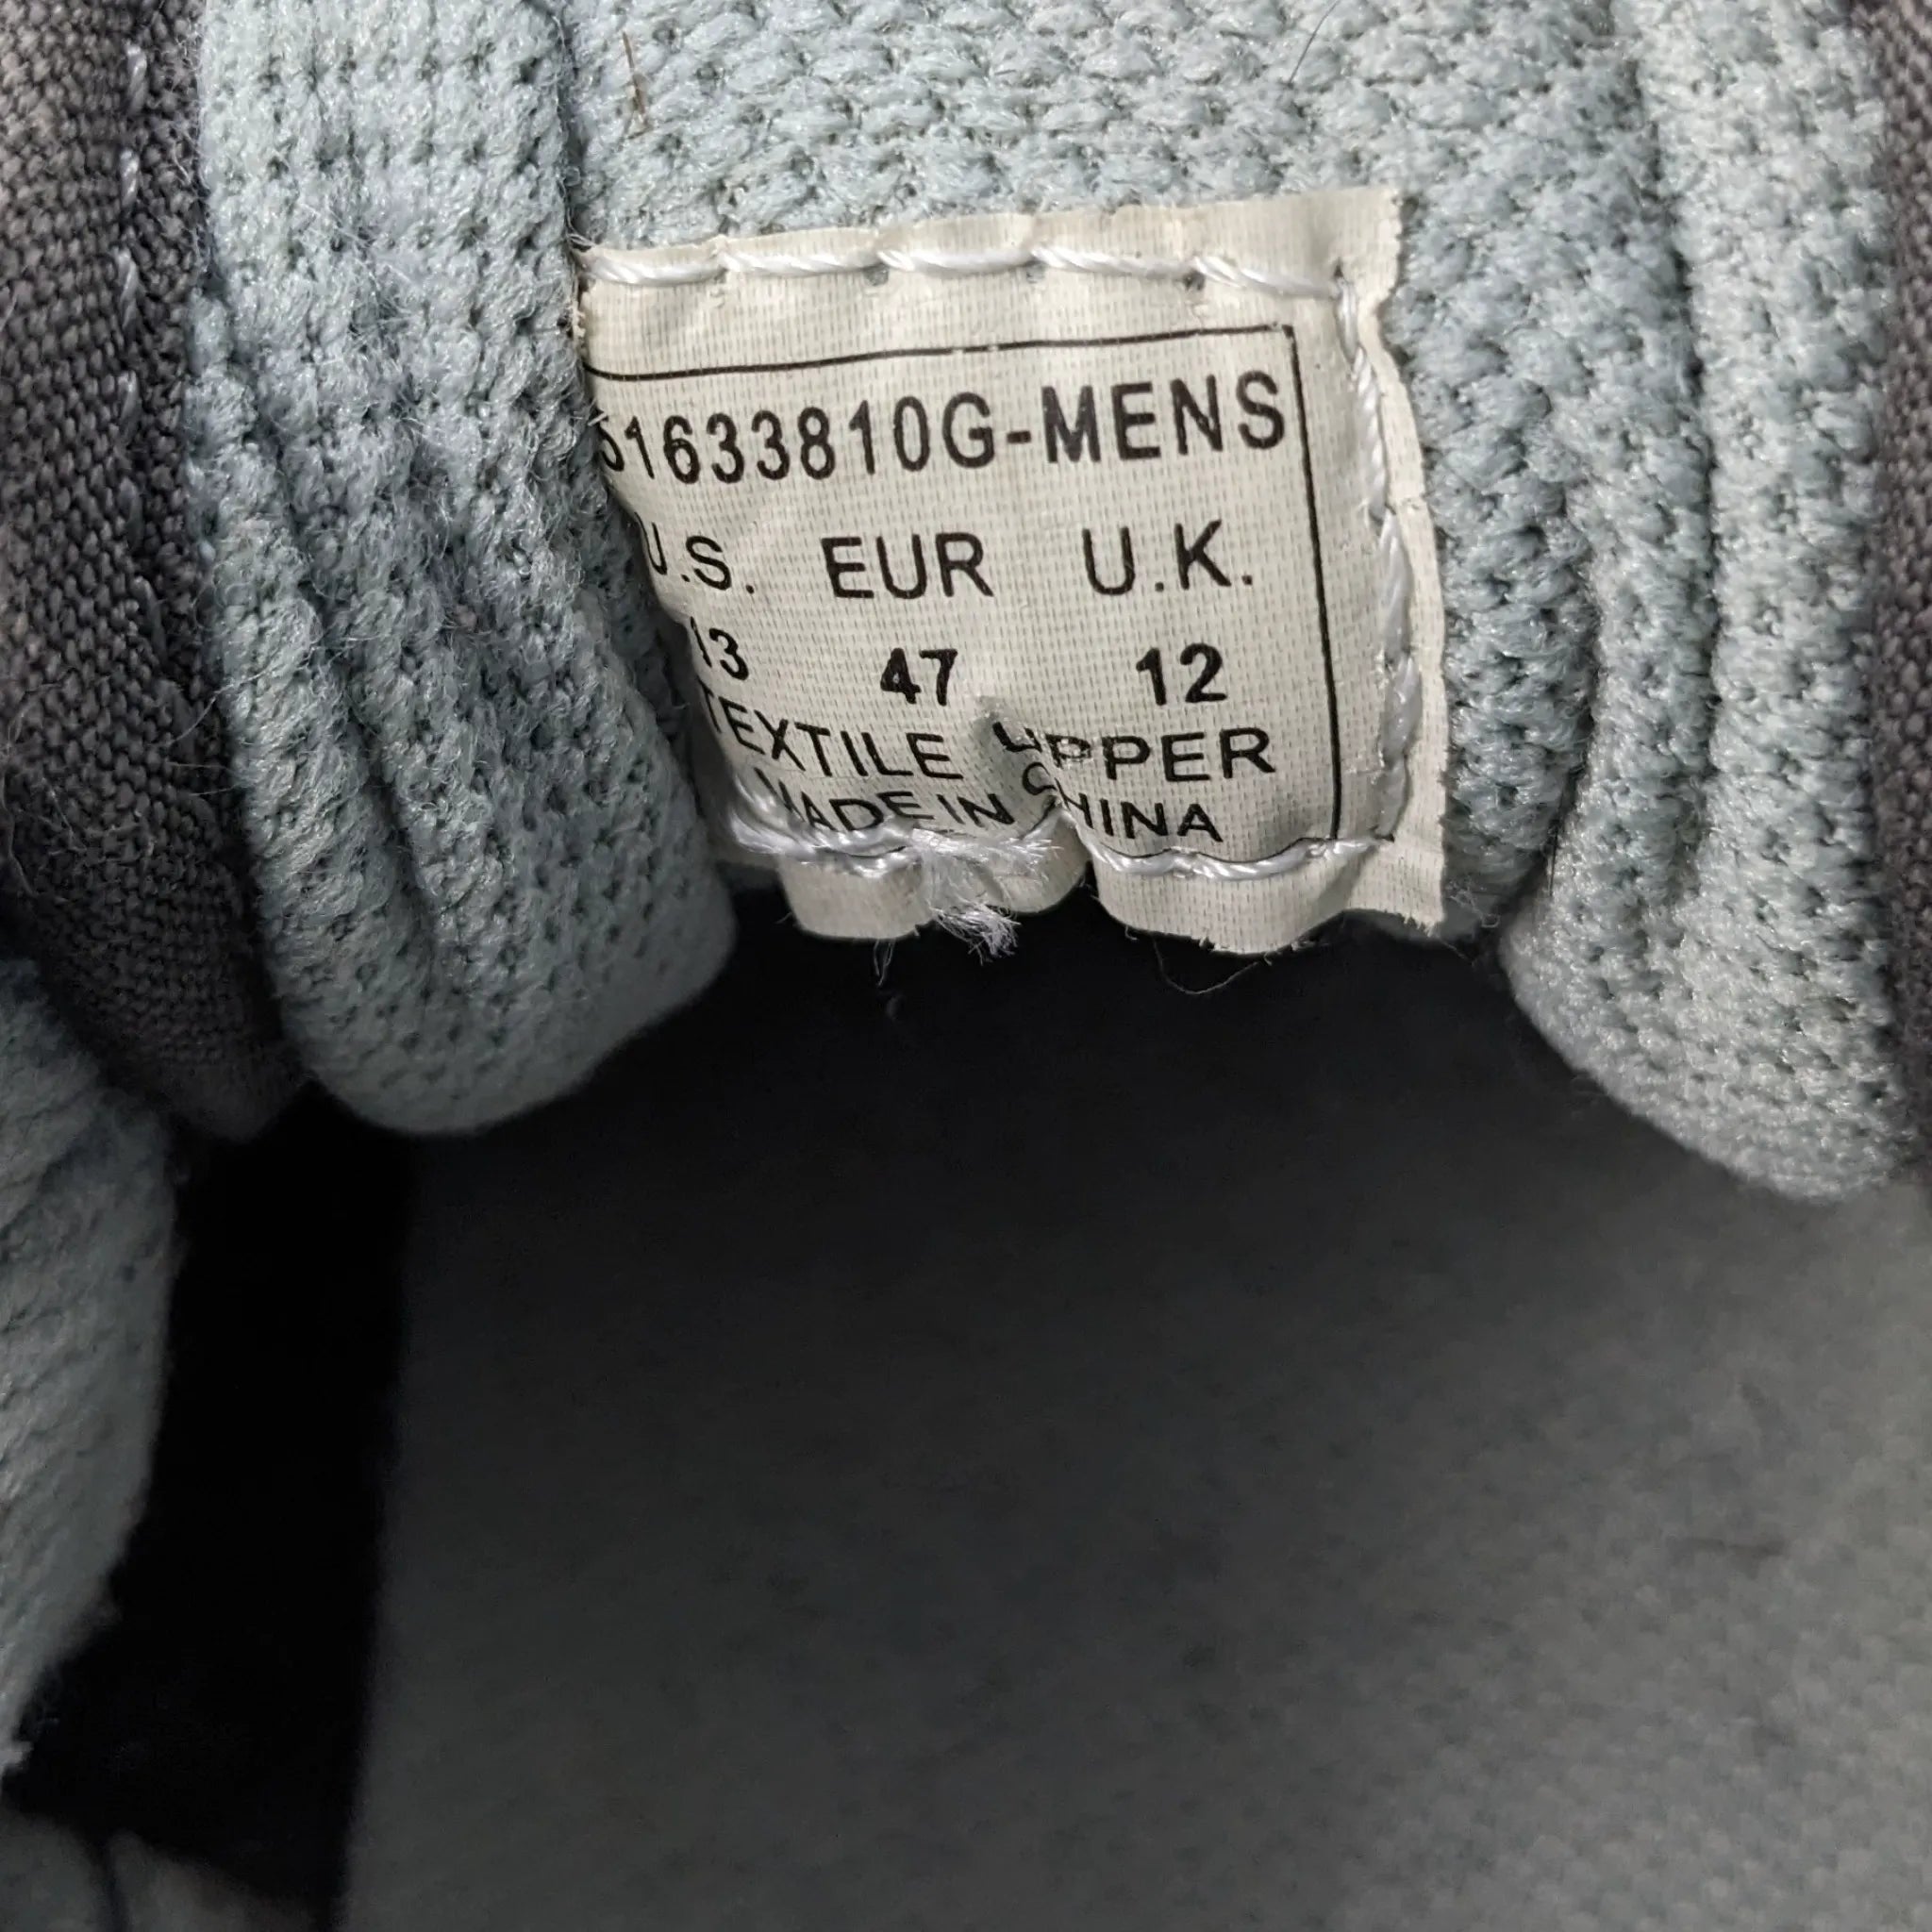 51633810G-MENS
U.S. EUR U.K.
13 47 12
TEXTILE UPPER
MADE IN CHINA